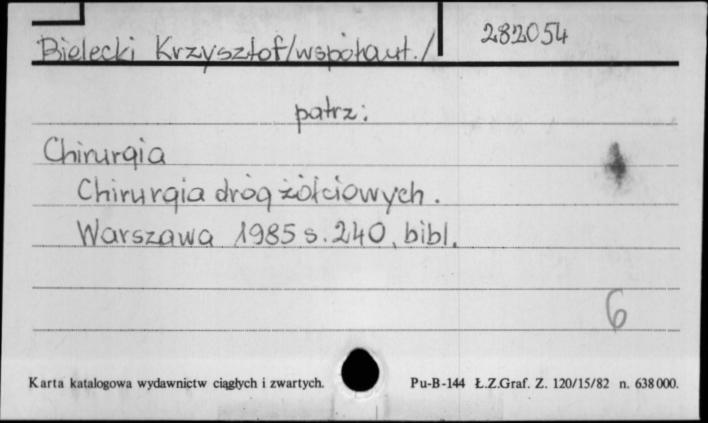 Bielecki Krzysztof/współaut./ 282054
patrz:
Chirurgia
Chirurgia dróg żółciowych.
Warszawa 1985 s. 240, bibl.
6
Karta katalogowa wydawnictw ciągłych i zwartych. Pu-B-144 Ł.Z.Graf. Z. 120/15/82 n. 638000.